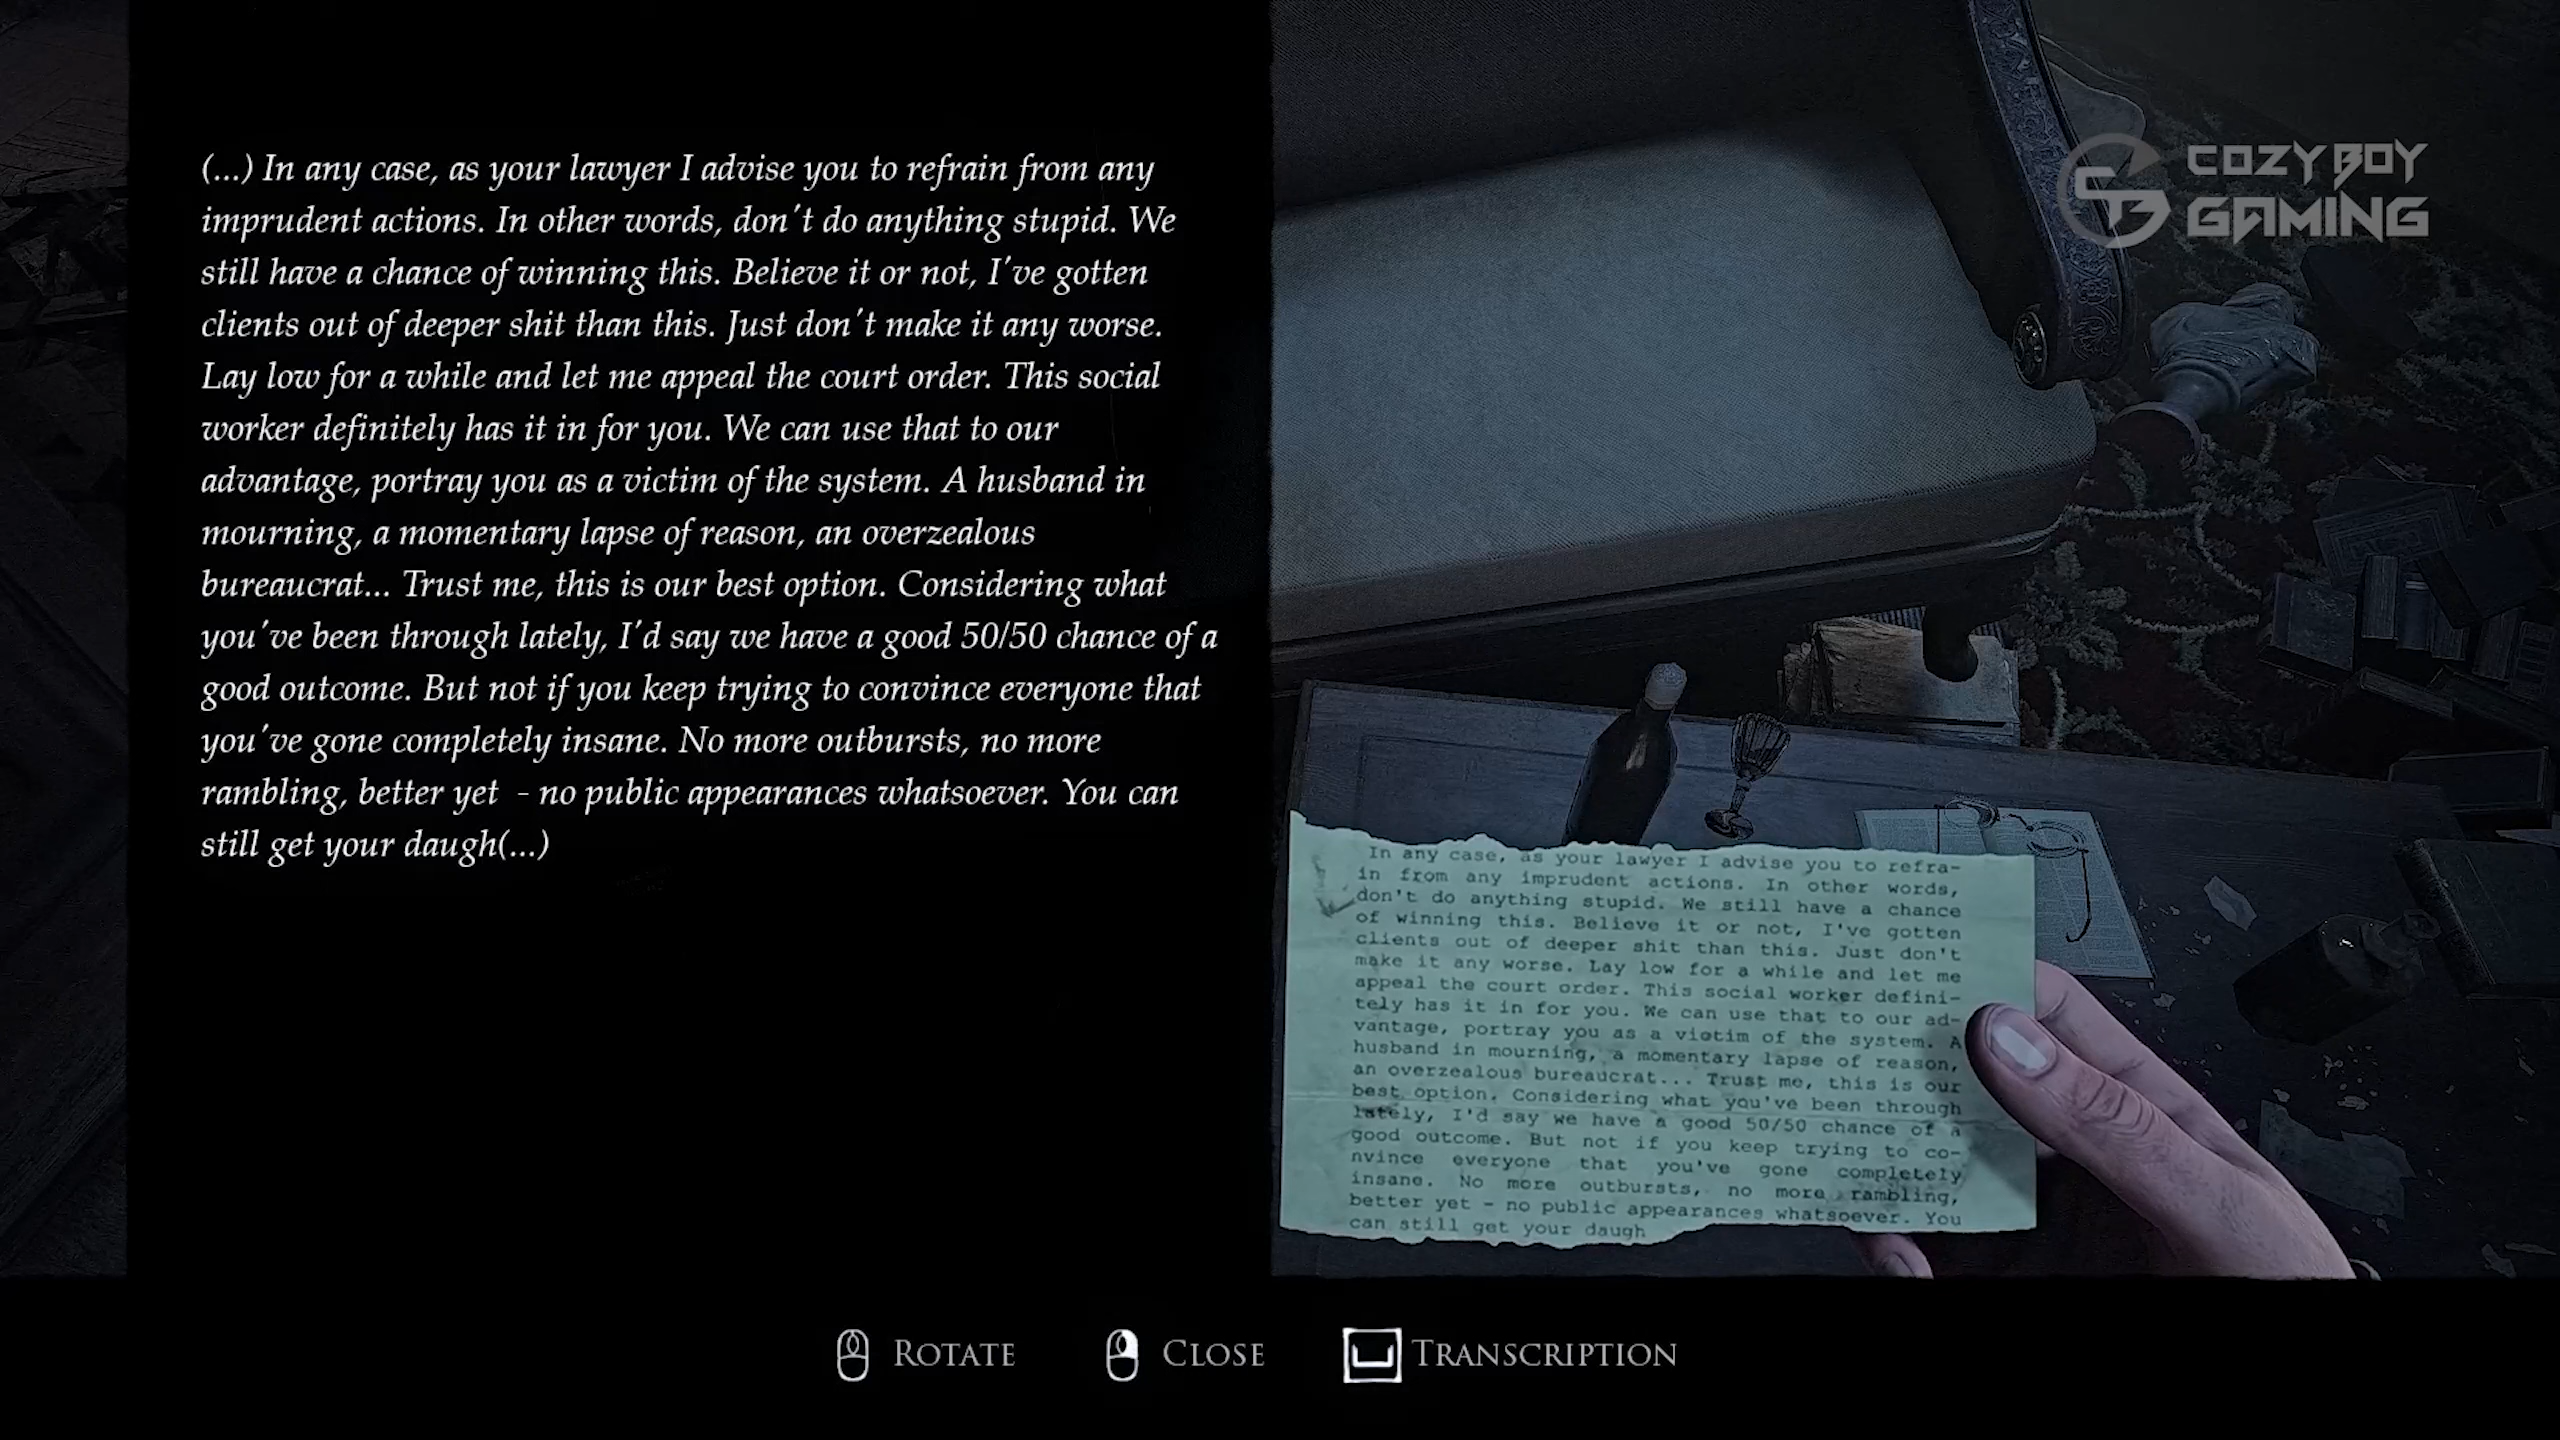 (...) In any case, as your lawyer I advise you to refrain from any
imprudent actions. In other words, don't do anything stupid. We
still have a chance of winning this. Believe it or not, I've gotten
clients out of deeper shit than this. Just don't make it any worse.
Lay low for a while and let me appeal the court order. This social
worker definitely has it in for you. We can use that to our
advantage, portray you as a victim of the system. A husband in
mourning, a momentary lapse of reason, an overzealous
bureaucrat... Trust me, this is our best option. Considering what
you've been through lately, I'd say we have a good 50/50 chance of a
good outcome. But not if you keep trying to convince everyone that
you've gone completely insane. No more outbursts, no more
rambling, better yet  - no public appearances whatsoever. You can
still get your daugh(...)
COZY BOY
GAMING
In any case, as your lawyer I advise you to refra-
in from any imprudent actions. In other words,
don't do anything stupid. We still have a chance
of winning this. Believe it or not, I've gotten
clients out of deeper shit than this. Just don't
make it any worse. Lay low for a while and let me
appeal the court order. This social worker defini-
tely has it in for you. We can use that to our ad-
vantage, portray you as a victim of the system. A
husband in mourning, a momentary lapse of reason,
an overzealous bureaucrat... Trust me, this is our
best option. Considering what you've been through
lately, I'd say we have a good 50/50 chance of a
good outcome. But not if you keep trying to co-
nvince everyone that you've gone completely
insane. No more outbursts, no more rambling,
better yet - no public appearances whatsoever. You
can still get your daugh
ROTATE
CLOSE
TRANSCRIPTION